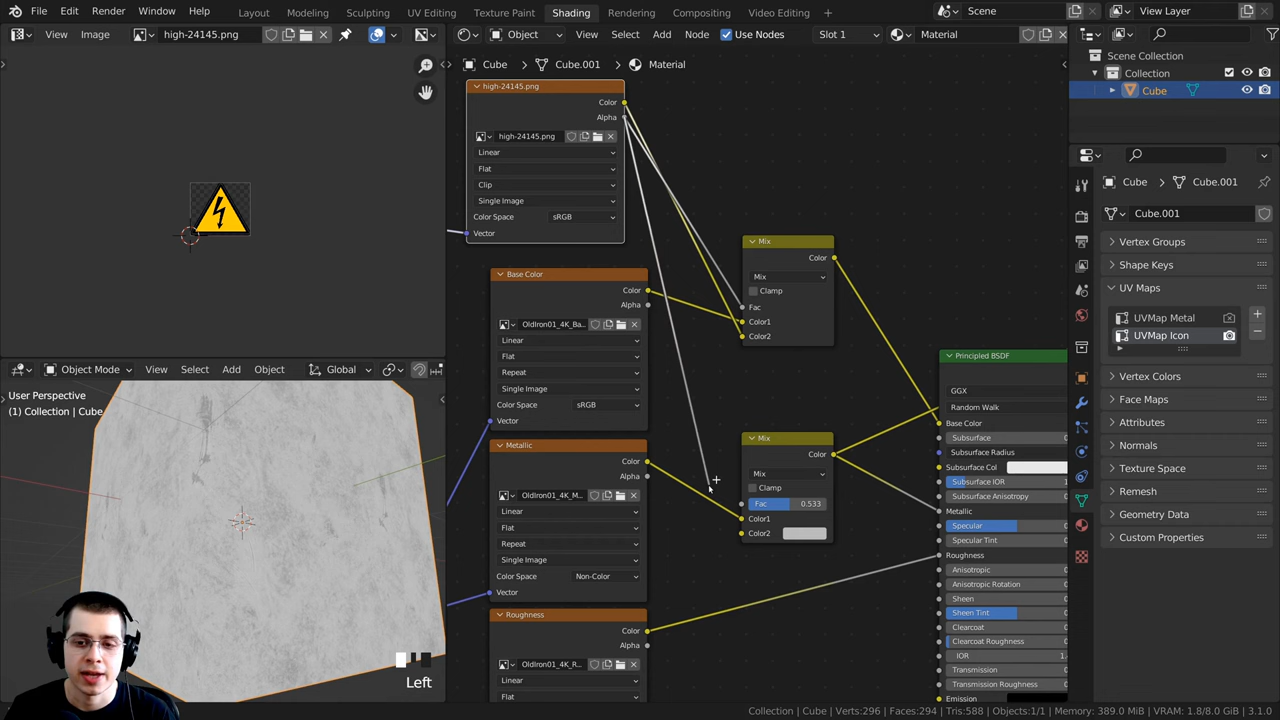 File Edit Render Window Help Layout Modeling Sculpting UV Editing Texture Paint Shading Rendering Compositing Video Editing + Scene View Layer
View Image high-24145.png
Object View Select Add Node Use Nodes Slot 1 Material
Cube > Cube.001 > Material
high-24145.png
Color
Alpha
high-24145.png
Linear
Flat
Clip
Single Image
Color Space sRGB
Vector
Base Color
Color
Alpha
OldIron01_4K_Ba...
Linear
Flat
Repeat
Single Image
Color Space sRGB
Vector
Metallic
Color
Alpha
OldIron01_4K_M...
Linear
Flat
Repeat
Single Image
Color Space Non-Color
Vector
Roughness
Color
Alpha
OldIron01_4K_R...
Linear
Flat
Mix
Color
Mix
Clamp
Fac
Color1
Color2
Mix
Color
Mix
Clamp
Fac 0.533
Color1
Color2
Principled BSDF
GGX
Random Walk
Base Color
Subsurface
Subsurface Radius
Subsurface Col
Subsurface IOR
Subsurface Anisotropy
Metallic
Specular
Specular Tint
Roughness
Anisotropic
Anisotropic Rotation
Sheen
Sheen Tint
Clearcoat
Clearcoat Roughness
IOR
Transmission
Transmission Roughness
Emission
Object Mode View Select Add Object Global
User Perspective
(1) Collection | Cube
Left
Scene Collection
Collection
Cube
Cube > Cube.001
Cube.001
Vertex Groups
Shape Keys
UV Maps
UVMap Metal
UVMap Icon
Vertex Colors
Face Maps
Attributes
Normals
Texture Space
Remesh
Geometry Data
Custom Properties
Collection | Cube | Verts:296 | Faces:294 | Tris:588 | Objects:1/1 | Memory: 389.0 MiB | VRAM: 1.8/8.0 GiB | 3.1.0